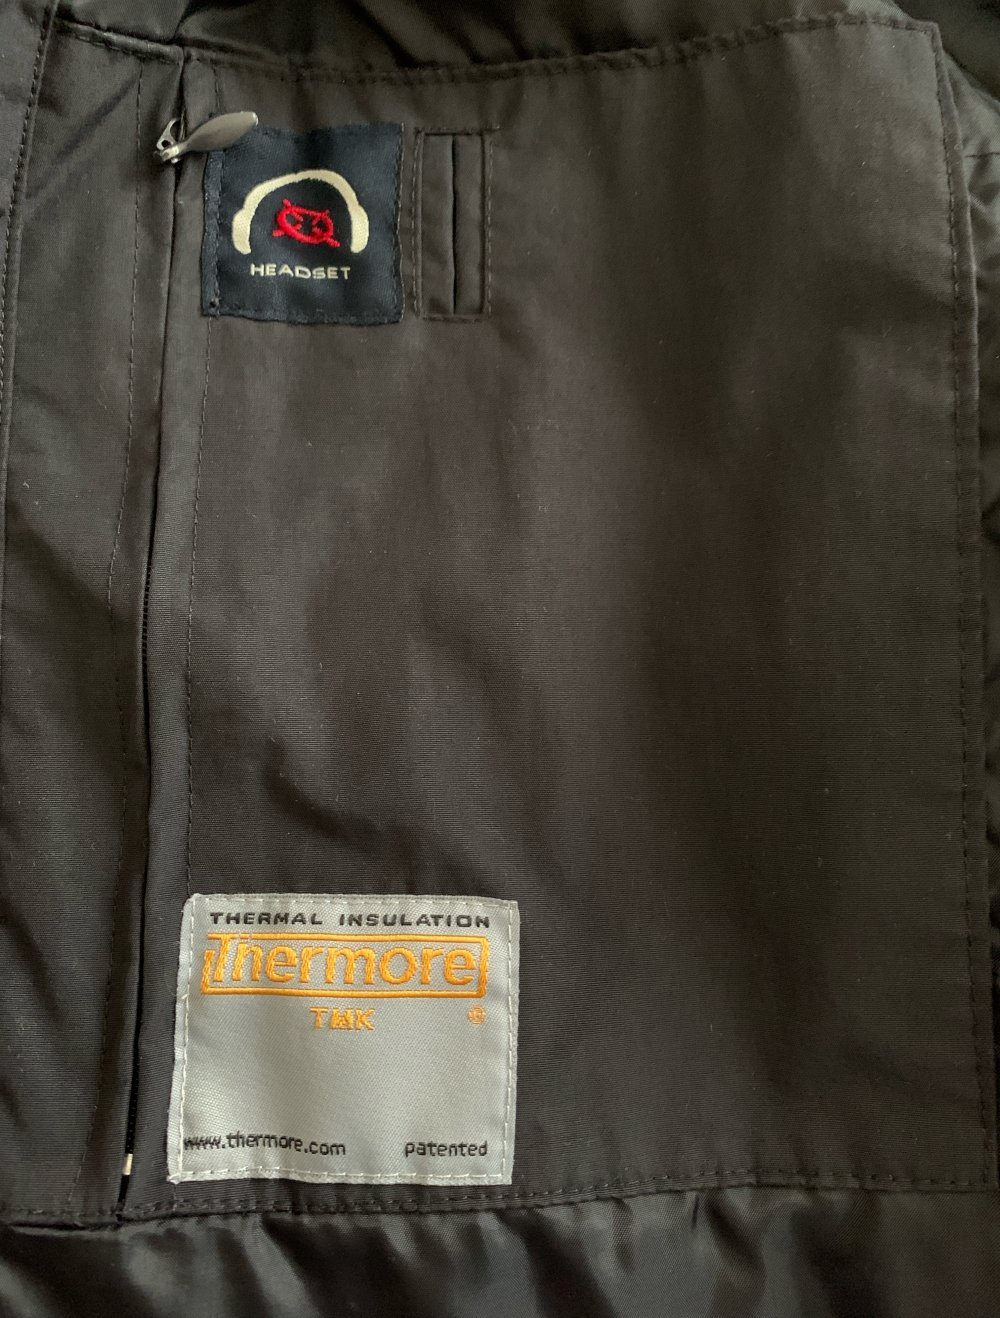 HEADSET
THERMAL INSULATION
Thermore
TMK ®
www.thermore.com patented